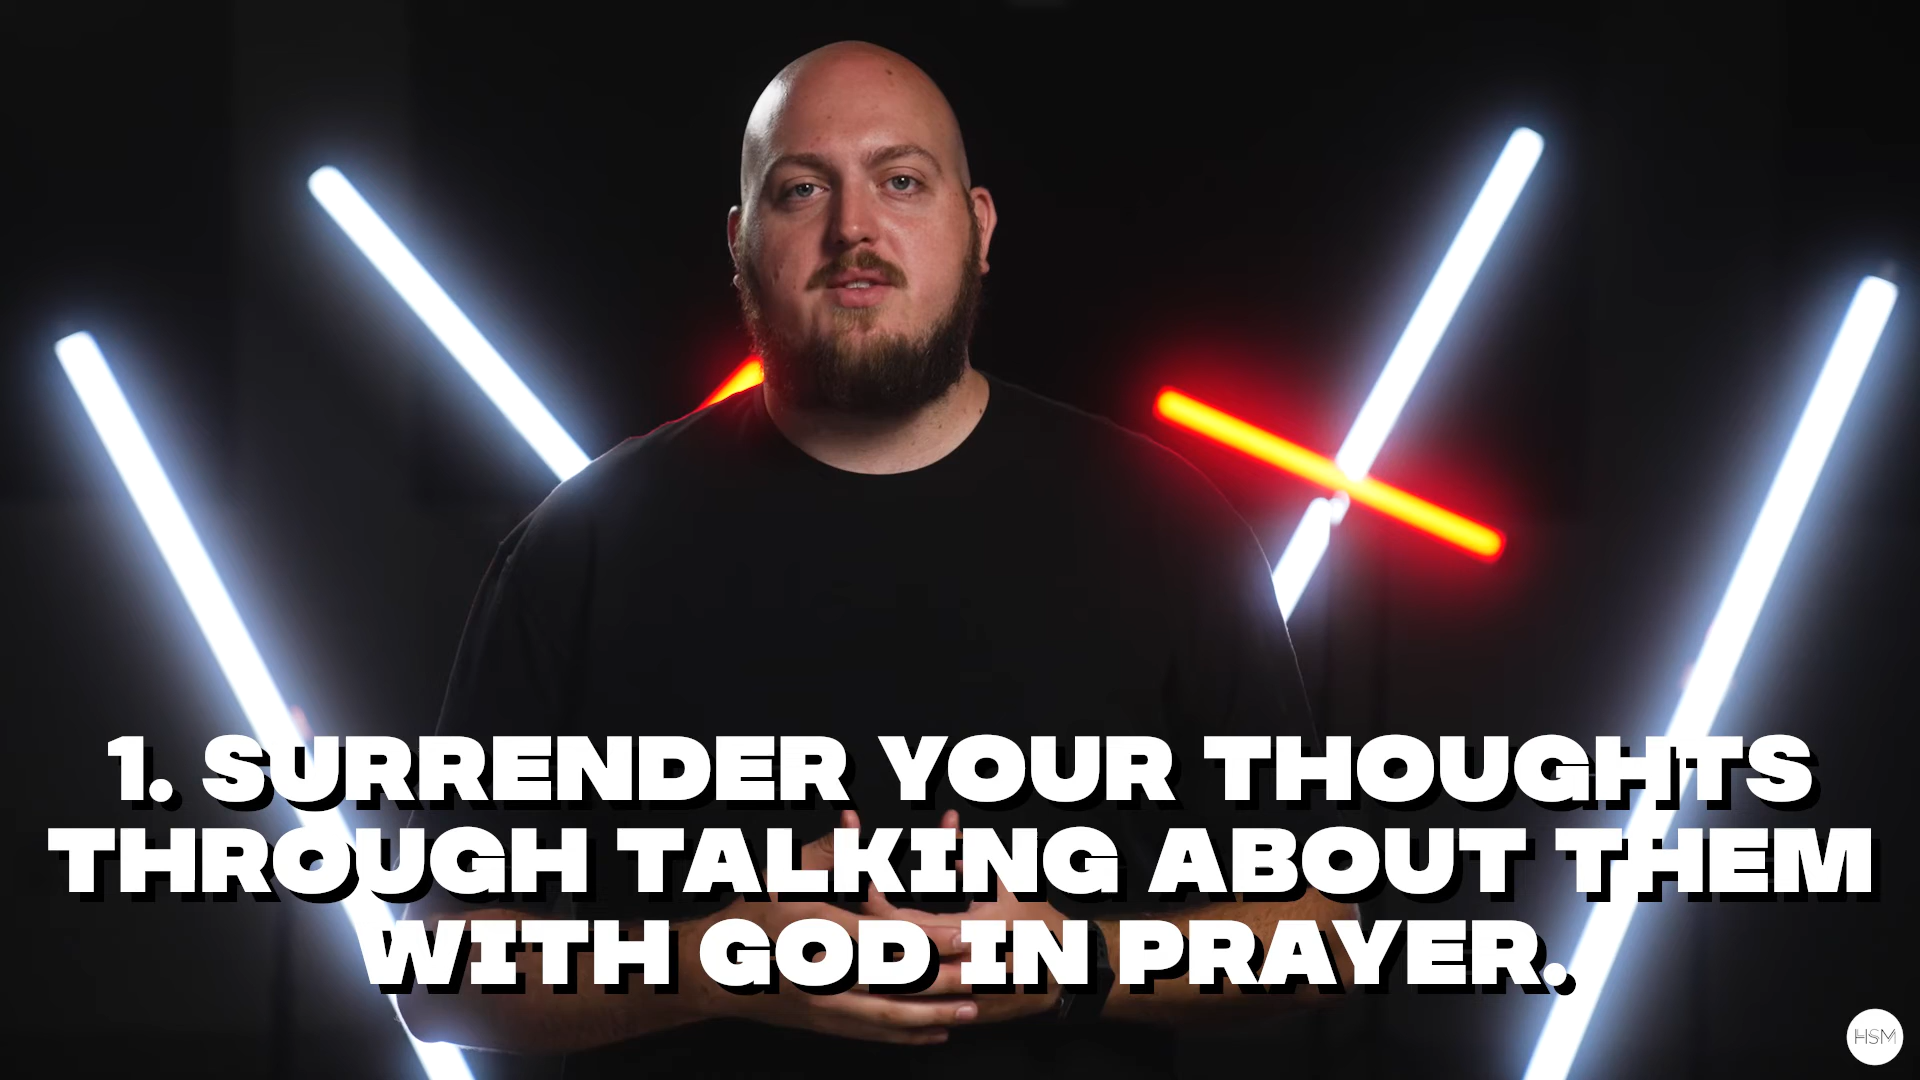 1. SURRENDER YOUR THOUGHTS
THROUGH TALKING ABOUT THEM
WITH GOD IN PRAYER.
HSM